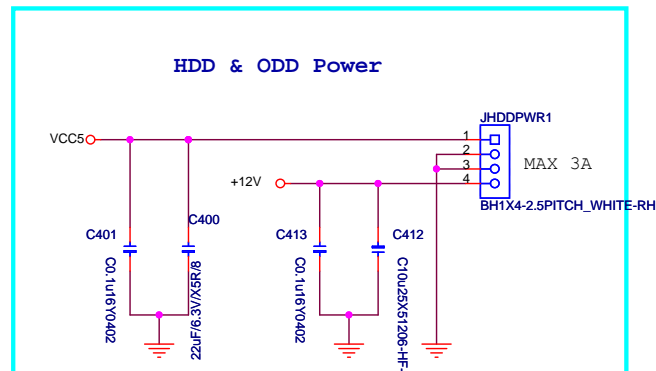 HDD & ODD Power
JHDDPWR1
VCC5
1
2
3
4
MAX 3A
+12V
BH1X4-2.5PITCH_WHITE-RH
C401
C400
C413
C412
C0.1u16Y0402
22uF/6.3V/X5R/8
C0.1u16Y0402
C10u25X51206-HF-